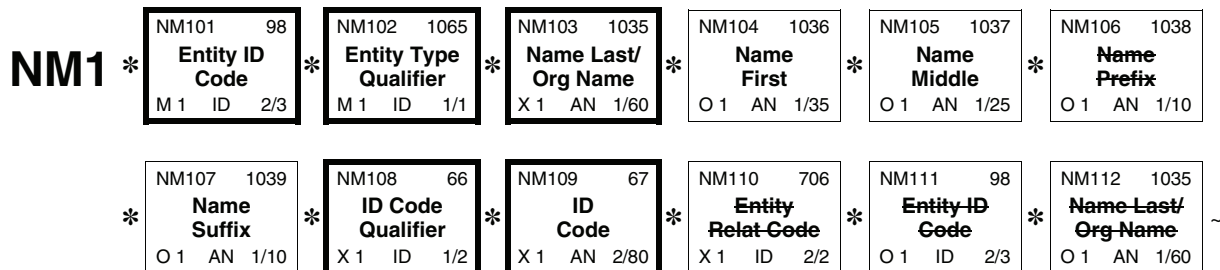 NM101 98 NM102 1065 NM103 1035 NM104 1036 NM105 1037 NM106 1038
NM1 * Entity ID * Entity Type * Name Last/ * Name * Name * Name
Code Qualifier Org Name First Middle Prefix
M 1 ID 2/3 M 1 ID 1/1 X 1 AN 1/60 O 1 AN 1/35 O 1 AN 1/25 O 1 AN 1/10
NM107 1039 NM108 66 NM109 67 NM110 706 NM111 98 NM112 1035
* Name * ID Code * ID * Entity * Entity ID * Name Last/ ~
Suffix Qualifier Code Relat Code Code Org Name
O 1 AN 1/10 X 1 ID 1/2 X 1 AN 2/80 X 1 ID 2/2 O 1 ID 2/3 O 1 AN 1/60